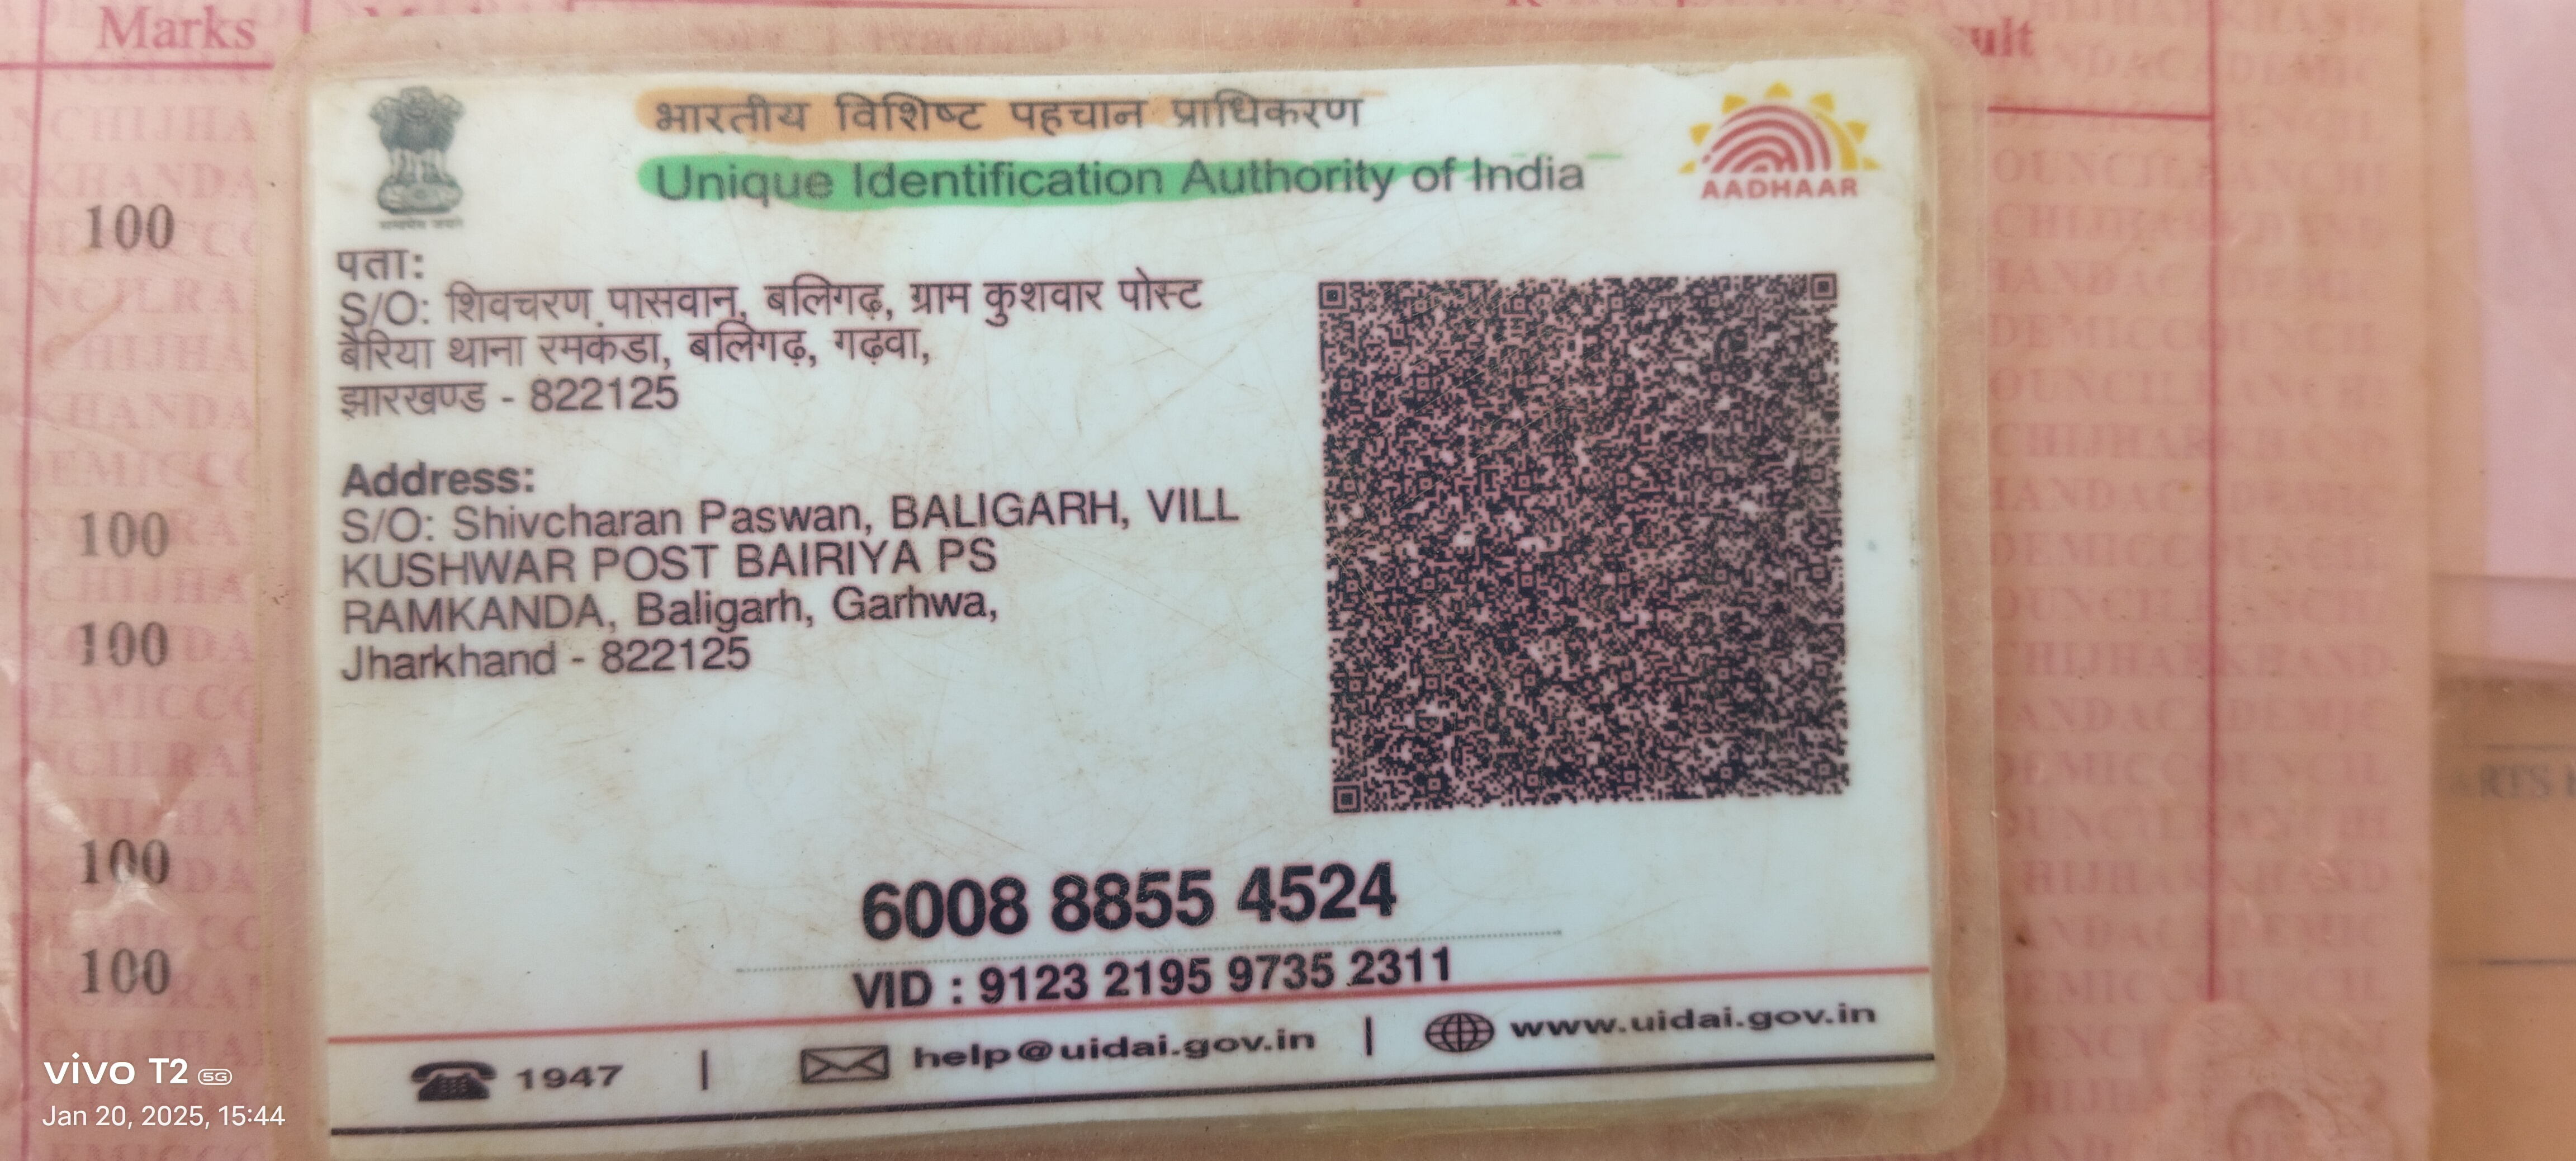 Marks
ult
भारतीय विशिष्ट पहचान प्राधिकरण
Unique Identification Authority of India
AADHAAR
पता:
S/O: शिवचरण पासवान, बलिगढ़, ग्राम कुशवार पोस्ट
बैरिया थाना रमकंडा, बलिगढ़, गढ़वा,
झारखण्ड - 822125
Address:
S/O: Shivcharan Paswan, BALIGARH, VILL
KUSHWAR POST BAIRIYA PS
RAMKANDA, Baligarh, Garhwa,
Jharkhand - 822125
6008 8855 4524
VID : 9123 2195 9735 2311
1947 | help@uidai.gov.in | www.uidai.gov.in
100
100
100
100
100
vivo T2 5G
Jan 20, 2025, 15:44